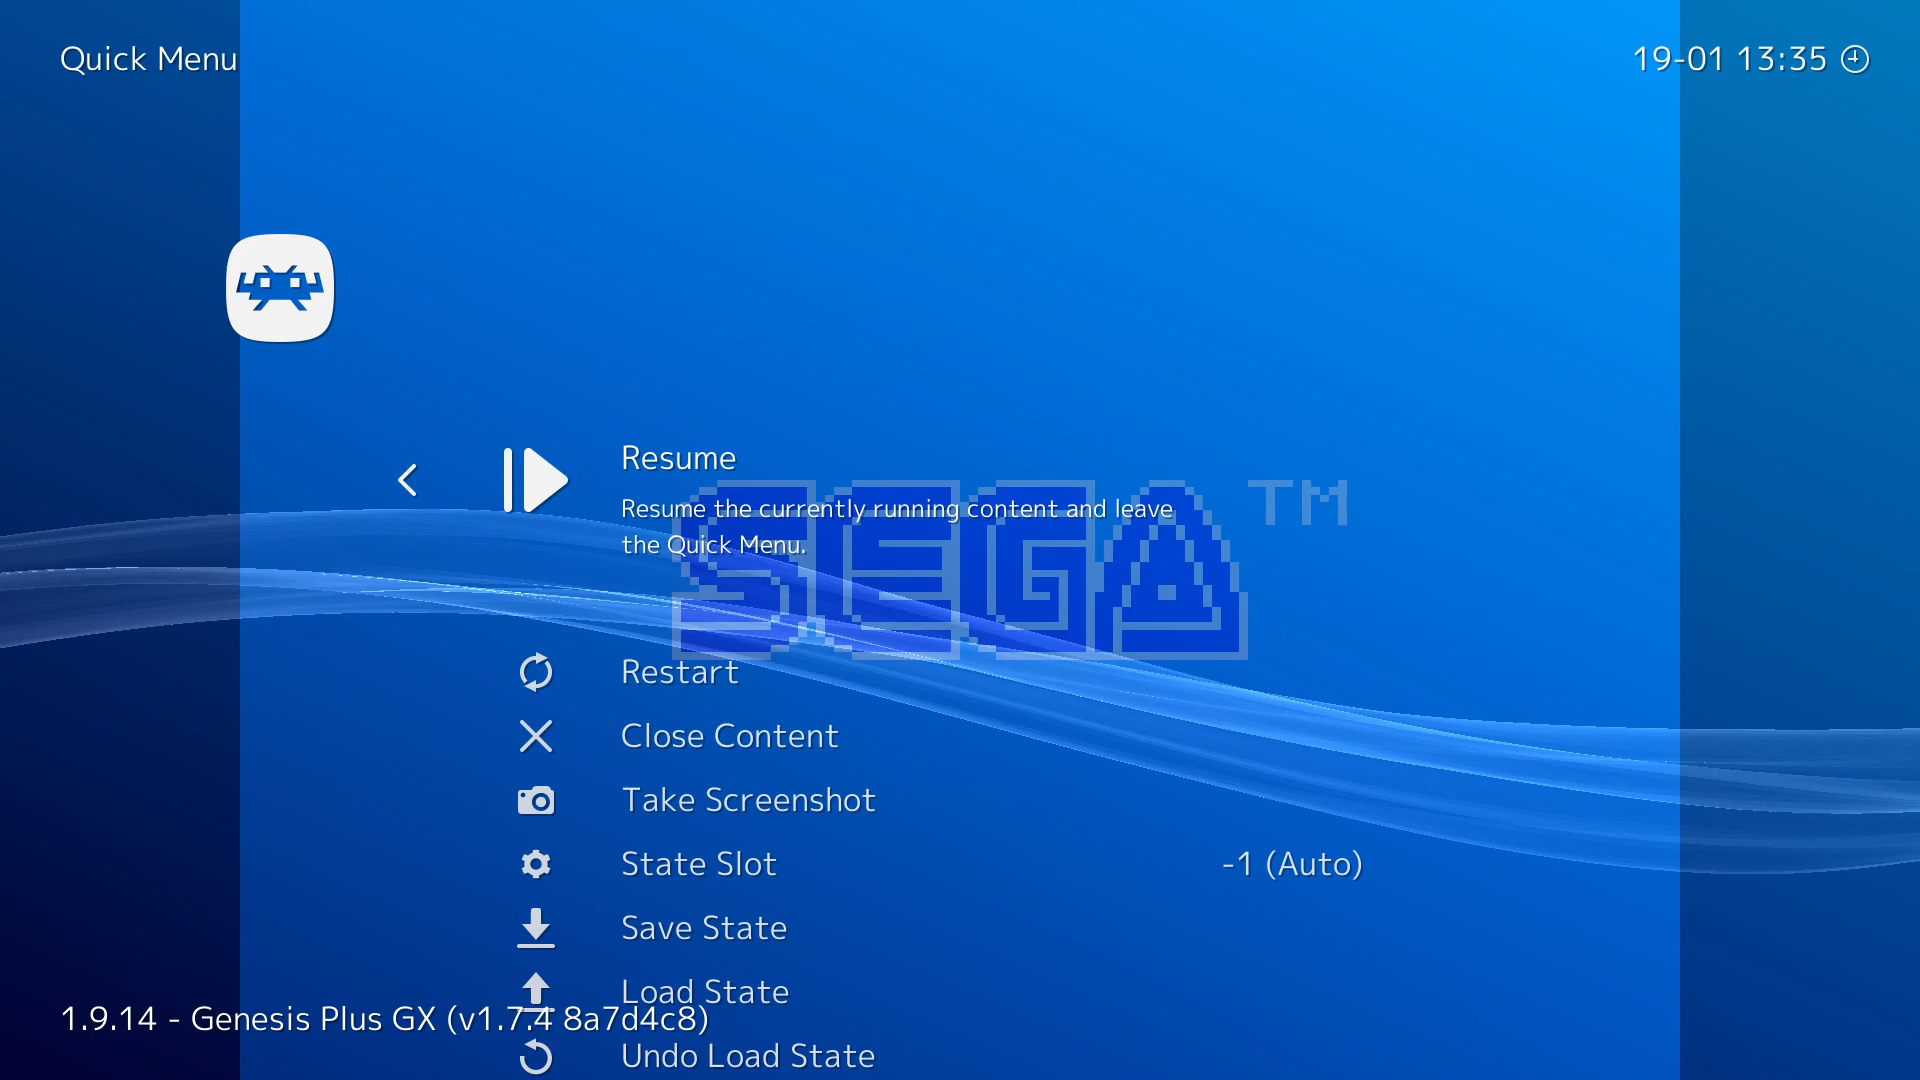 Quick Menu
19-01 13:35
Resume
Resume the currently running content and leave
the Quick Menu.
SEGA™
Restart
Close Content
Take Screenshot
State Slot -1 (Auto)
Save State
Load State
1.9.14 - Genesis Plus GX (v1.7.4 8a7d4c8)
Undo Load State